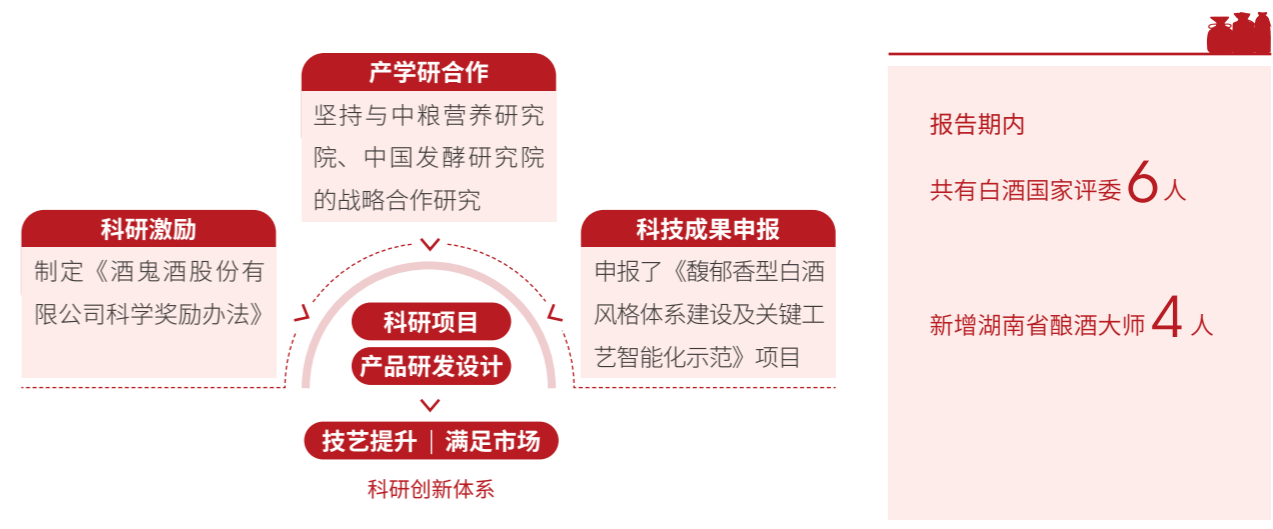 产学研合作
坚持与中粮营养研究
院、中国发酵研究院
的战略合作研究
科研激励
制定《酒鬼酒股份有
限公司科学奖励办法》
科技成果申报
申报了《馥郁香型白酒
风格体系建设及关键工
艺智能化示范》项目
科研项目
产品研发设计
技艺提升｜满足市场
科研创新体系
报告期内
共有白酒国家评委6人
新增湖南省酿酒大师4人